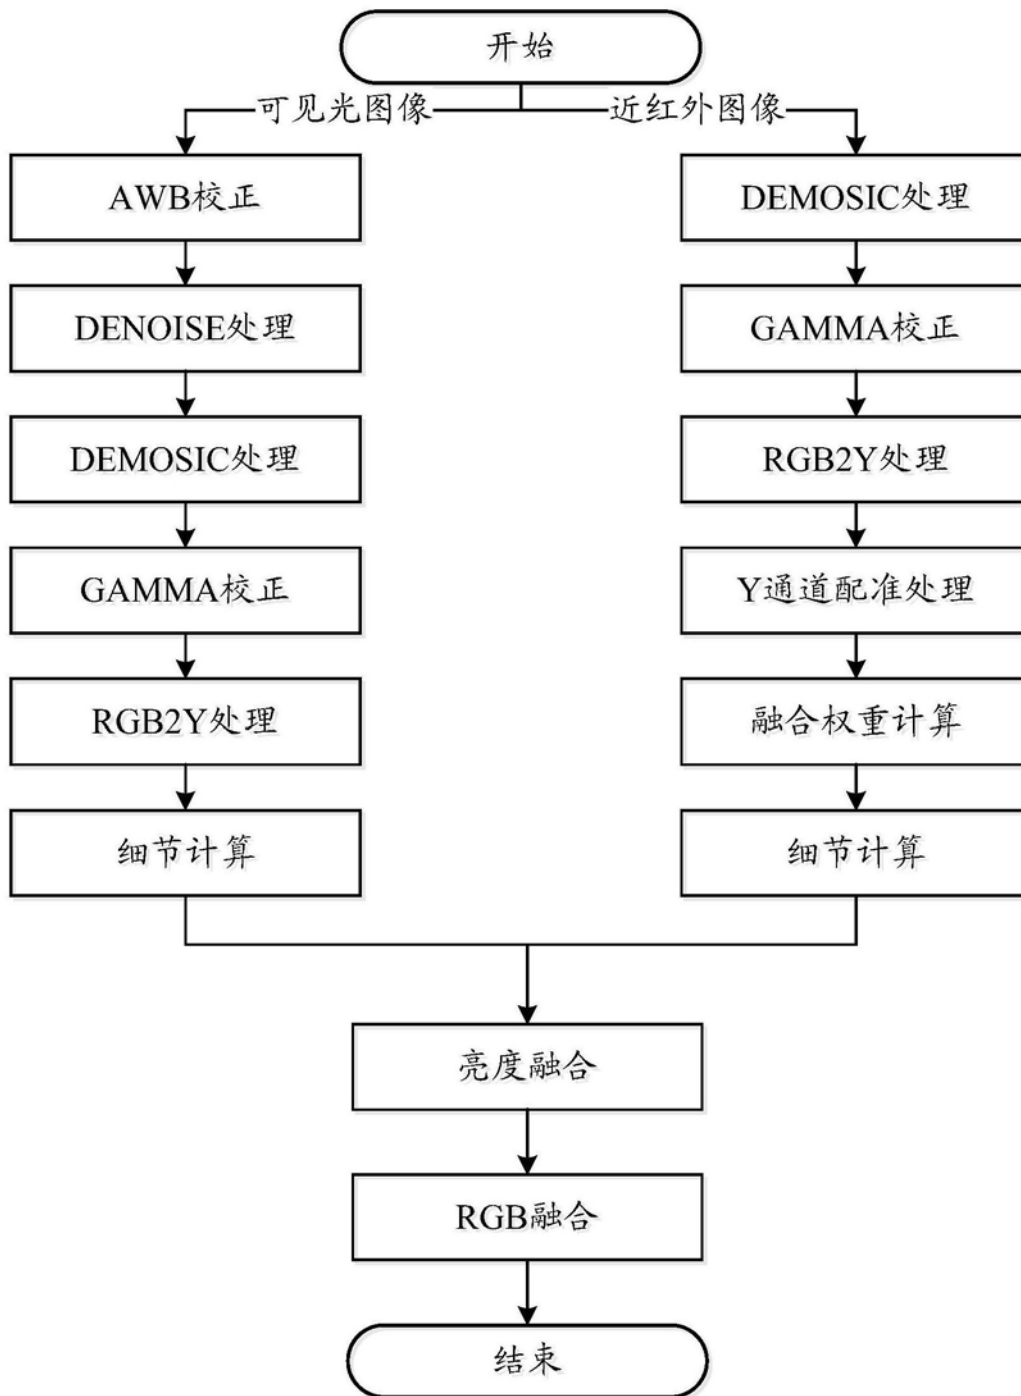 开始
可见光图像
近红外图像
AWB校正
DEMOSIC处理
DENOISE处理
GAMMA校正
DEMOSIC处理
RGB2Y处理
GAMMA校正
Y通道配准处理
RGB2Y处理
融合权重计算
细节计算
细节计算
亮度融合
RGB融合
结束